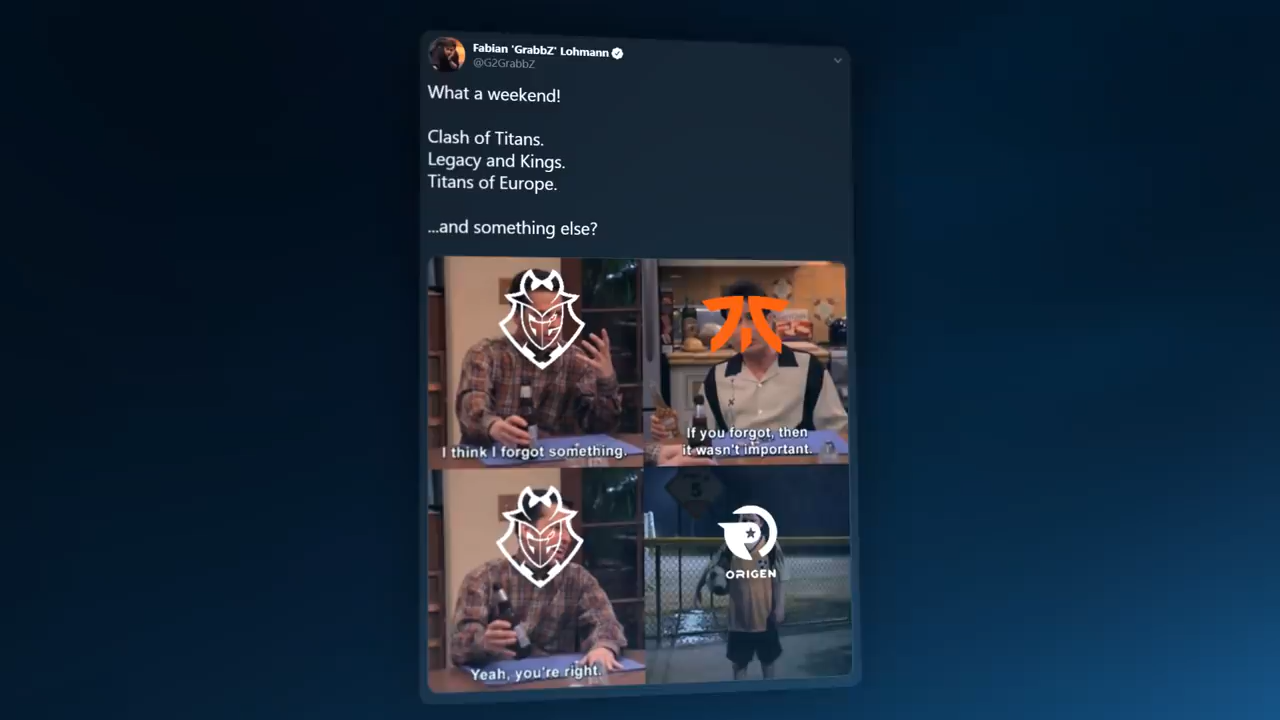 Fabian 'GrabbZ' Lohmann
@G2GrabbZ
What a weekend!
Clash of Titans.
Legacy and Kings.
Titans of Europe.
...and something else?
I think I forgot something.
If you forgot, then
it wasn't important.
5
Yeah, you're right.
ORIGEN